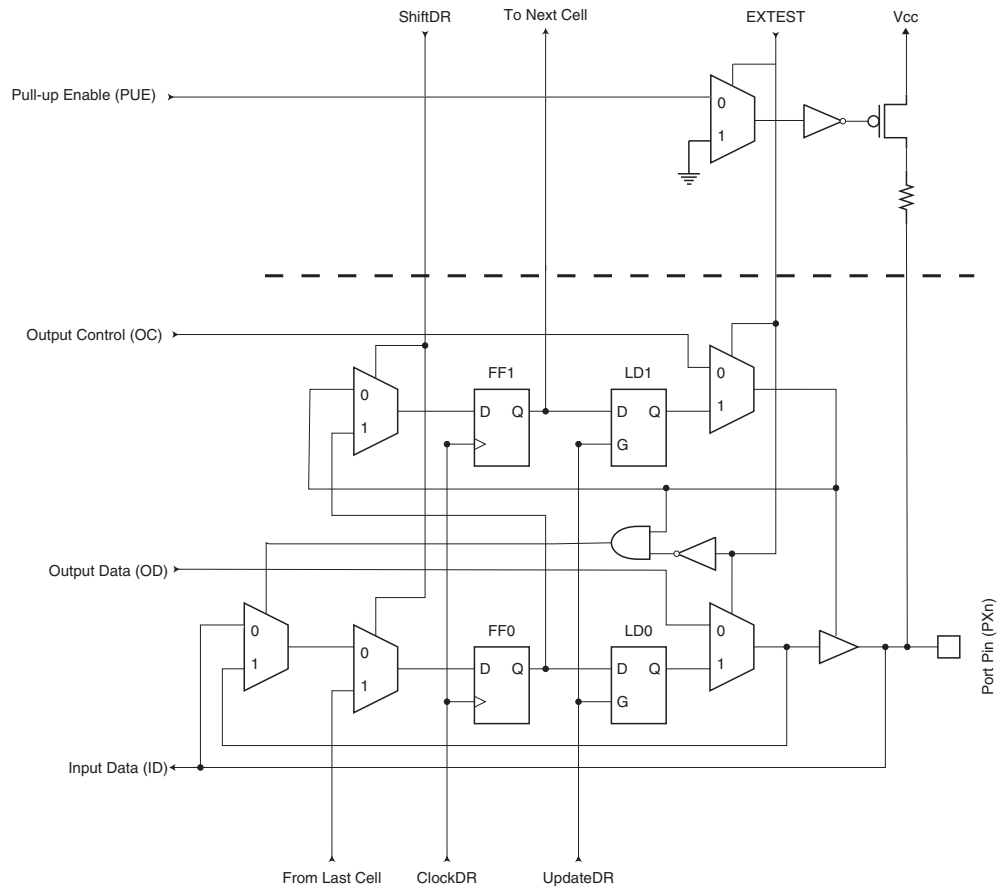 ShiftDR
To Next Cell
EXTEST
Vcc
Pull-up Enable (PUE)
0
1
Output Control (OC)
FF1
LD1
0
0
1
D Q
D Q
1
G
Output Data (OD)
FF0
LD0
0
0
0
1
D Q
D Q
1
1
G
Port Pin (PXn)
Input Data (ID)
From Last Cell
ClockDR
UpdateDR